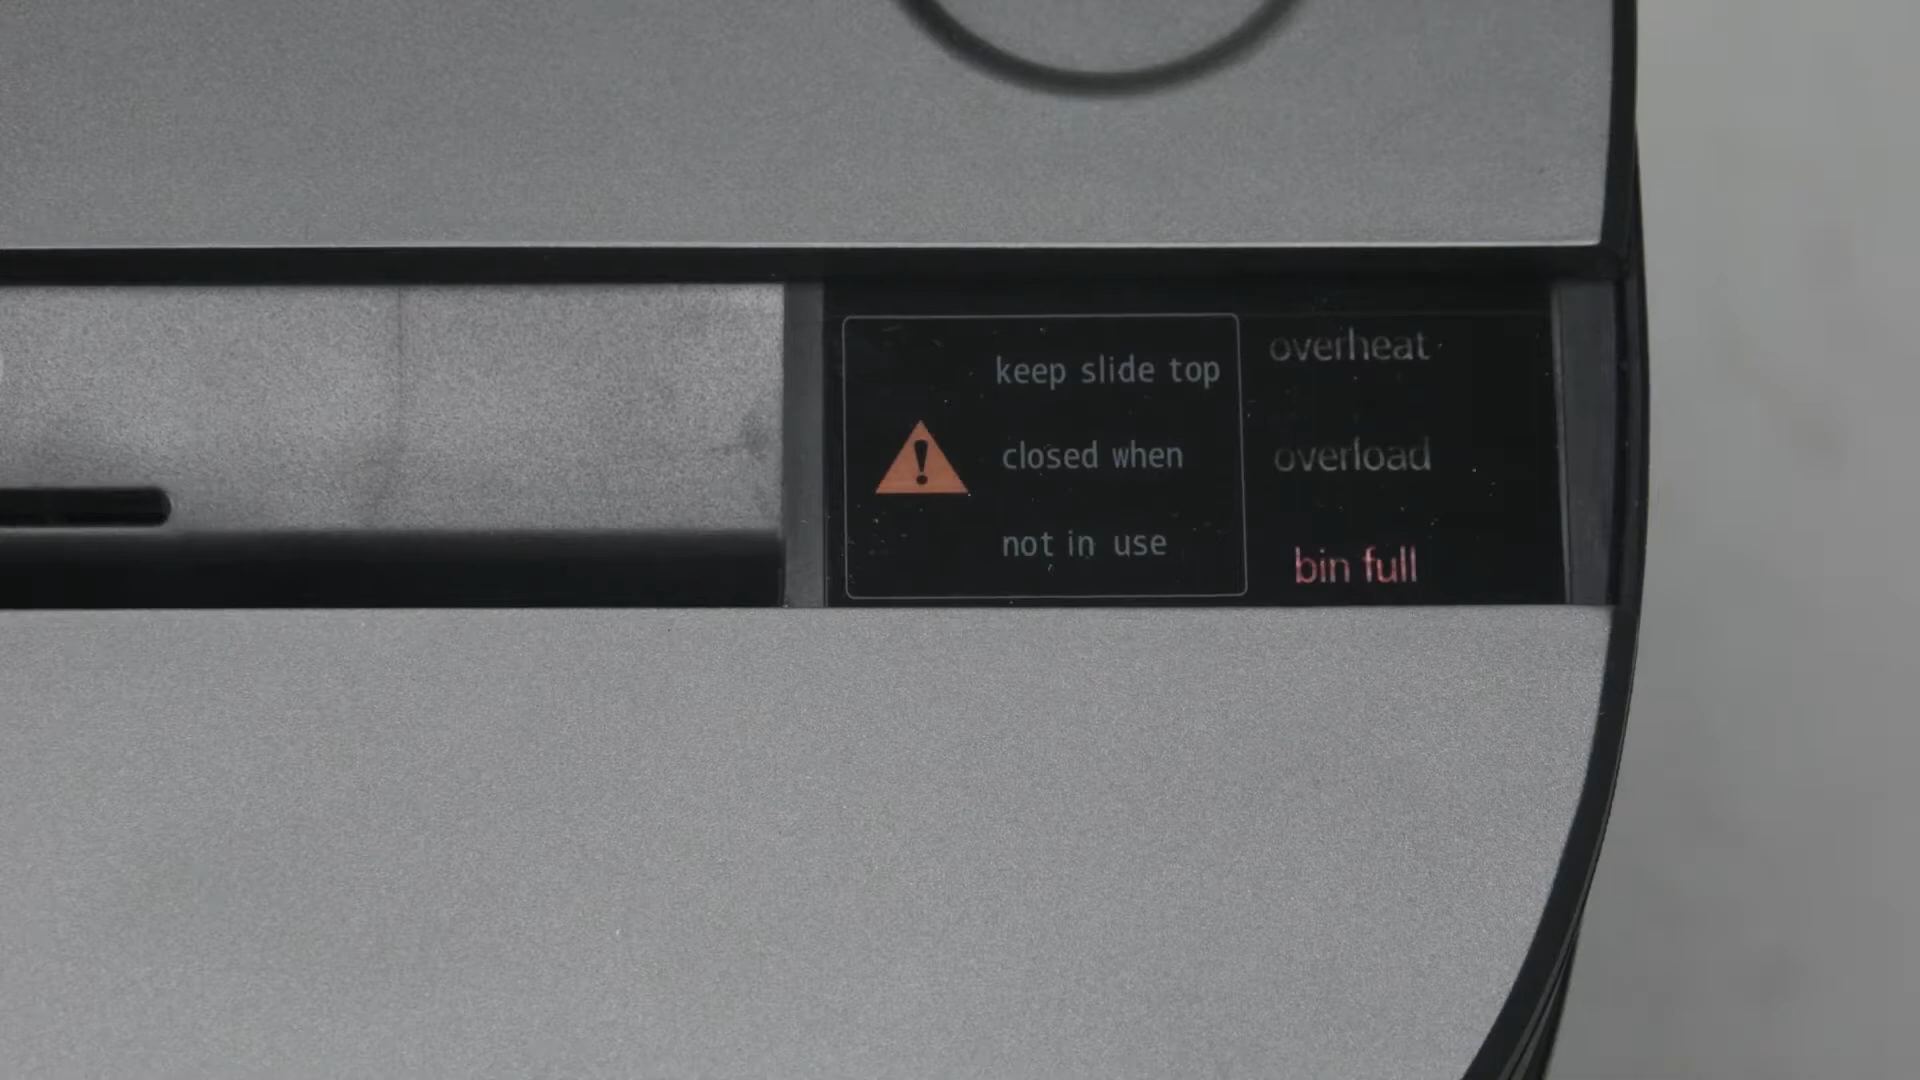 keep slide top
closed when
not in use
overheat
overload
bin full